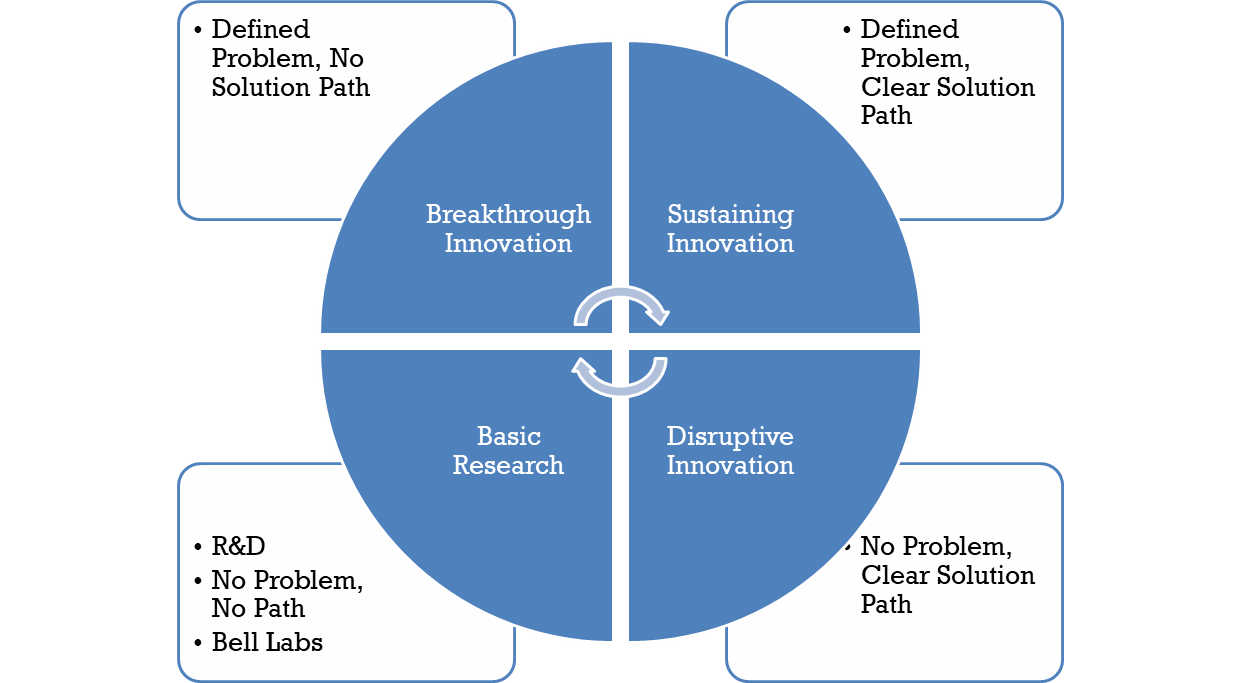 • Defined
Problem, No
Solution Path
• Defined
Problem,
Clear Solution
Path
Breakthrough
Innovation
Sustaining
Innovation
Basic
Research
Disruptive
Innovation
• R&D
• No Problem,
No Path
• Bell Labs
• No Problem,
Clear Solution
Path